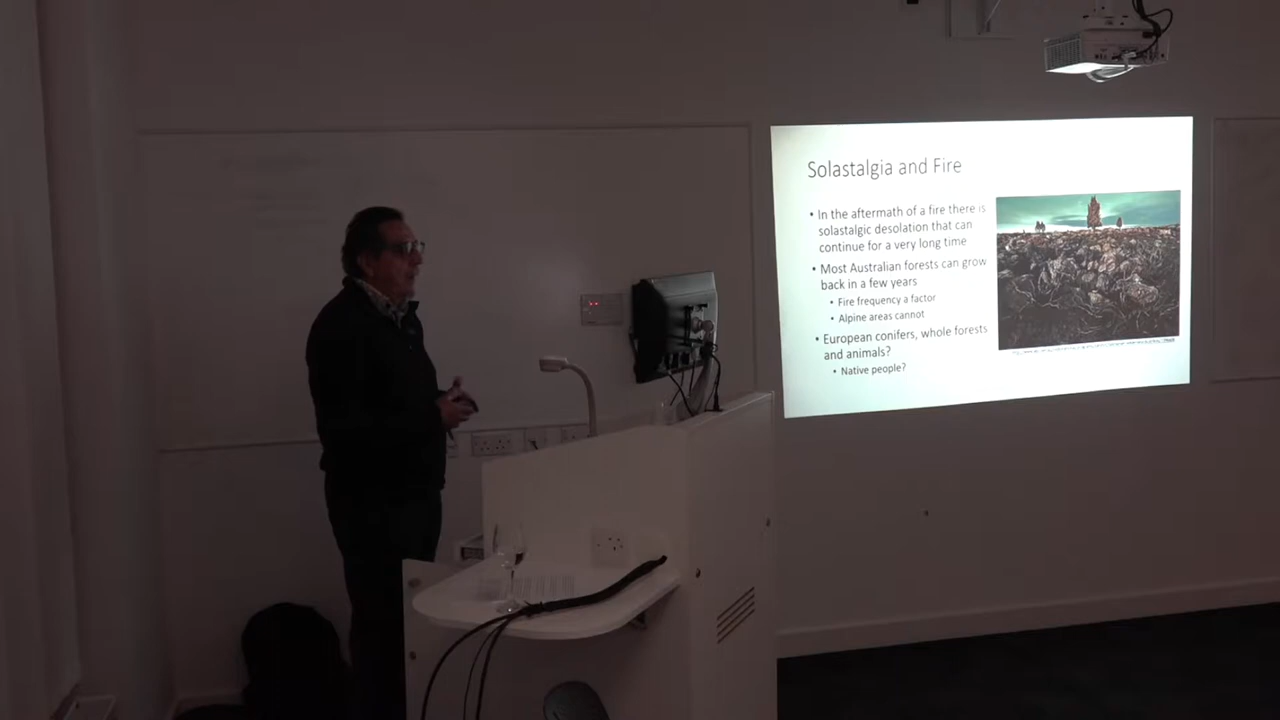 Solastalgia and Fire
• In the aftermath of a fire there is
solastalgic desolation that can
continue for a very long time
• Most Australian forests can grow
back in a few years
• Fire frequency a factor
• Alpine areas cannot
• European conifers, whole forests
and animals?
• Native people?